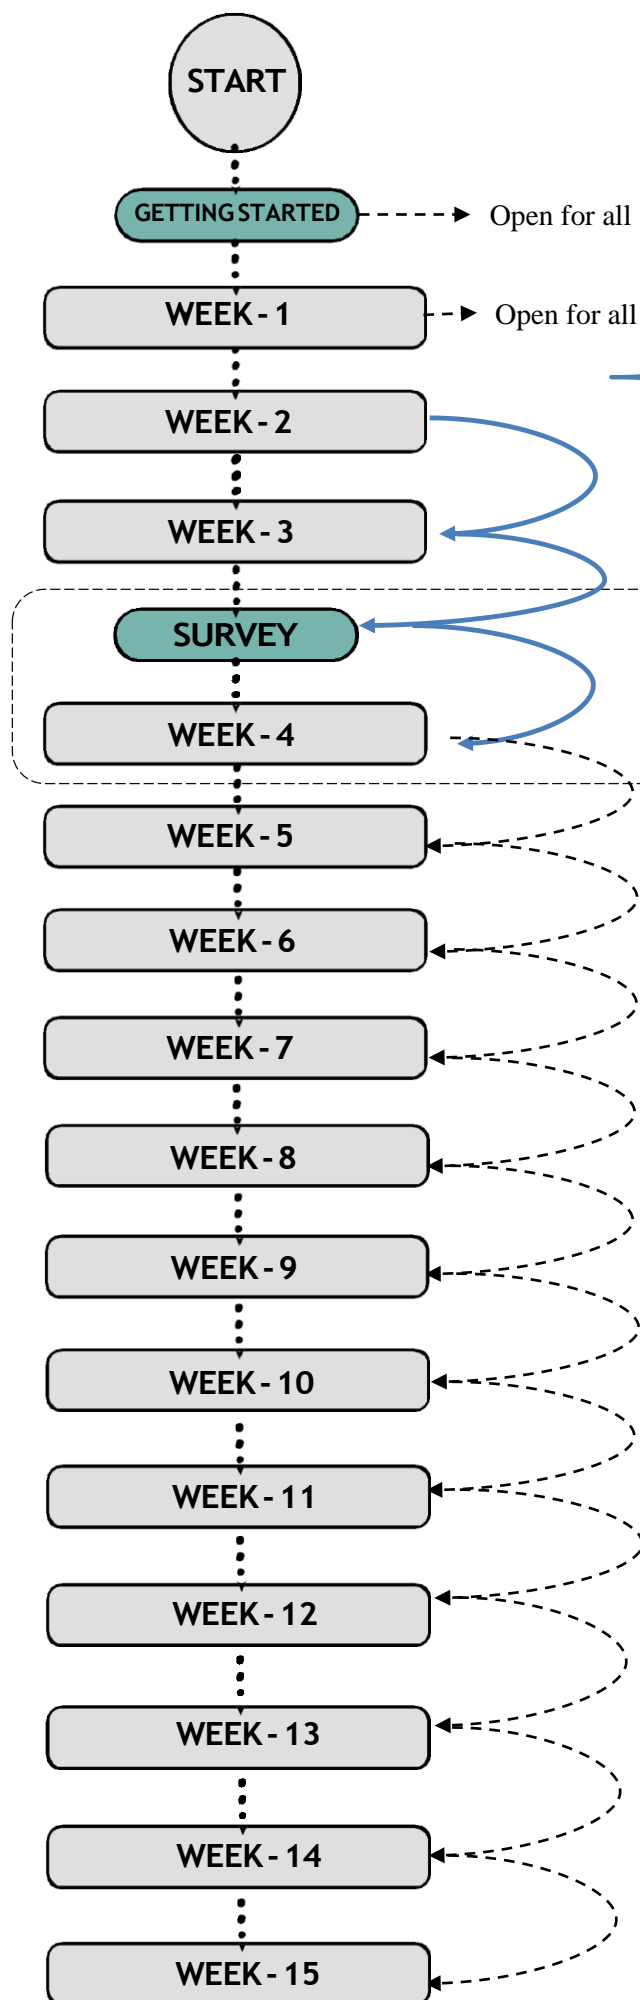 START
GETTING STARTED
Open for all
WEEK - 1
Open for all
WEEK - 2
WEEK - 3
SURVEY
WEEK - 4
WEEK - 5
WEEK - 6
WEEK - 7
WEEK - 8
WEEK - 9
WEEK - 10
WEEK - 11
WEEK - 12
WEEK - 13
WEEK - 14
WEEK - 15